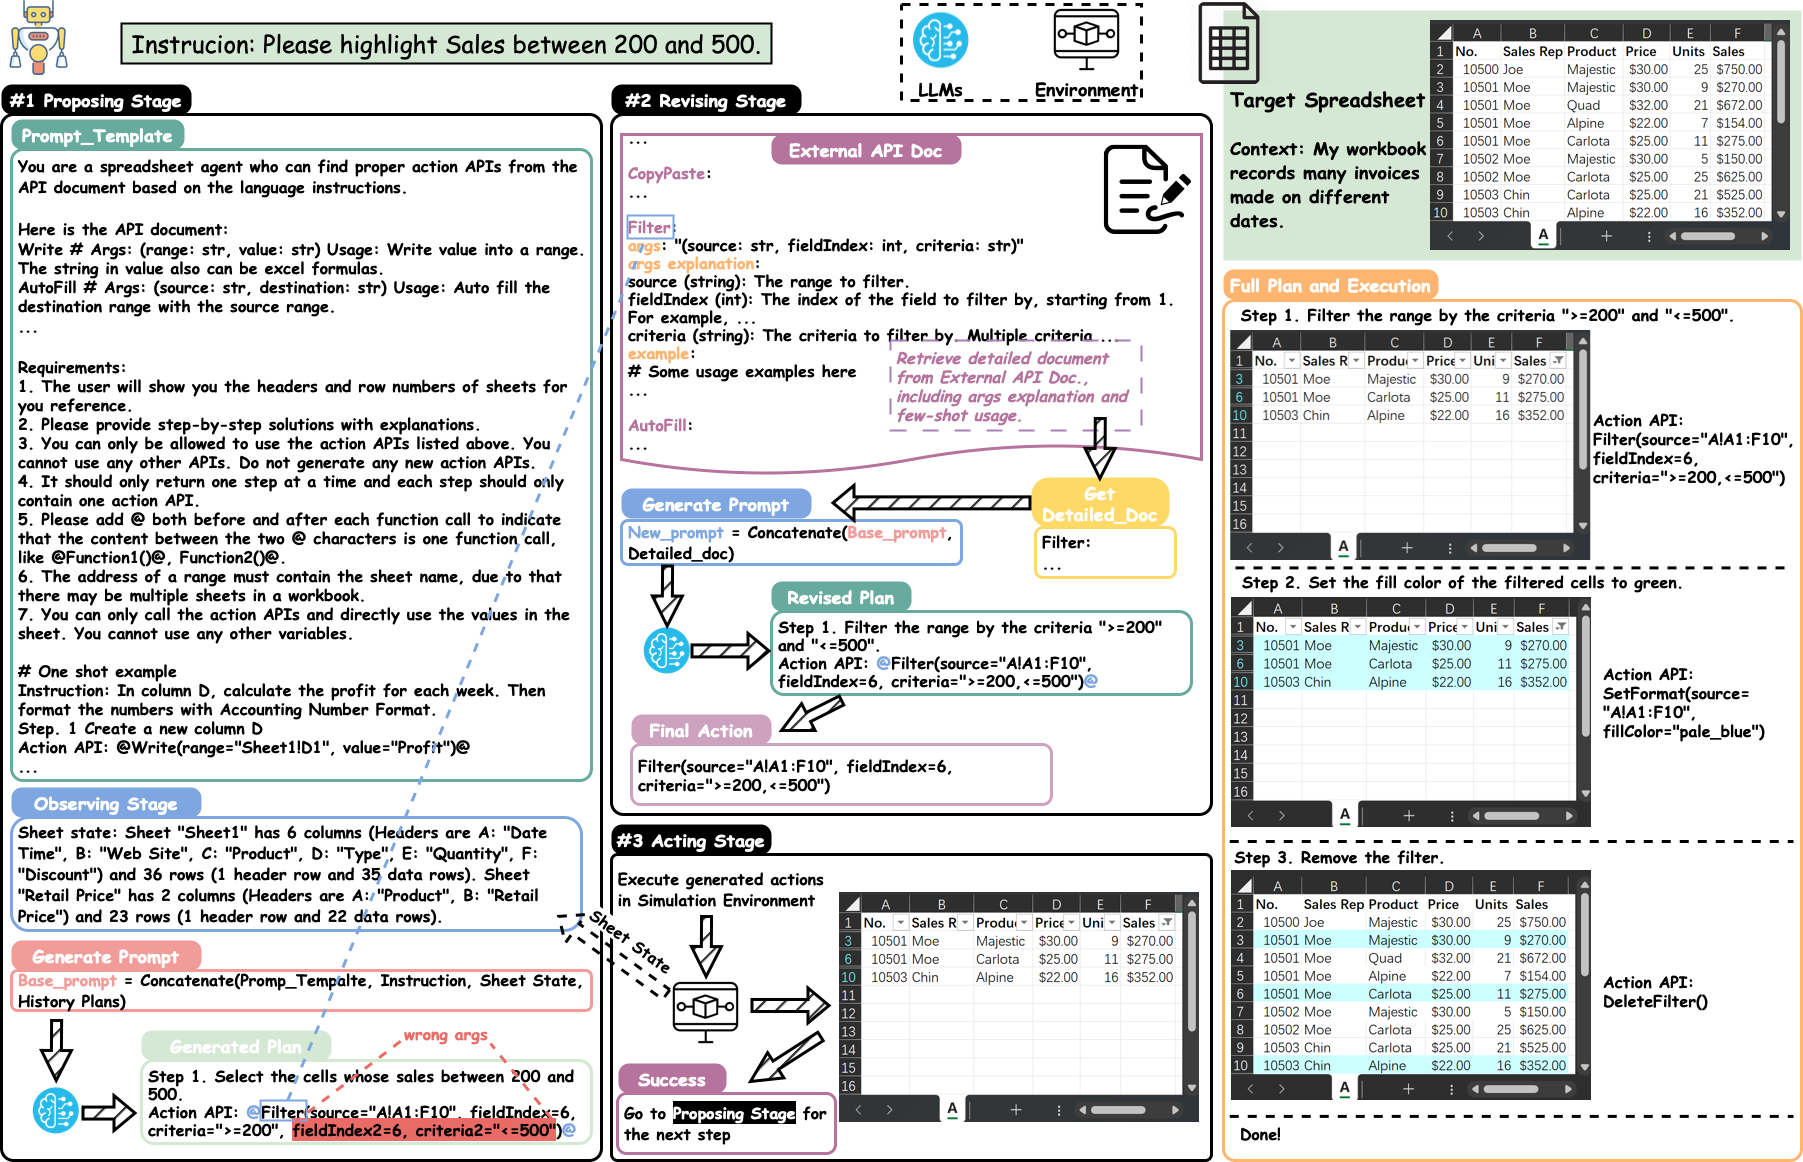 Instrucion: Please highlight Sales between 200 and 500.
LLMs
Environment
#1 Proposing Stage
Prompt_Template
You are a spreadsheet agent who can find proper action APIs from the
API document based on the language instructions.
Here is the API document:
Write # Args: (range: str, value: str) Usage: Write value into a range.
The string in value also can be excel formulas.
AutoFill # Args: (source: str, destination: str) Usage: Auto fill the
destination range with the source range.
...
Requirements:
1. The user will show you the headers and row numbers of sheets for
you reference.
2. Please provide step-by-step solutions with explanations.
3. You can only be allowed to use the action APIs listed above. You
cannot use any other APIs. Do not generate any new action APIs.
4. It should only return one step at a time and each step should only
contain one action API.
5. Please add @ both before and after each function call to indicate
that the content between the two @ characters is one function call,
like @Function1()@, Function2()@.
6. The address of a range must contain the sheet name, due to that
there may be multiple sheets in a workbook.
7. You can only call the action APIs and directly use the values in the
sheet. You cannot use any other variables.
# One shot example
Instruction: In column D, calculate the profit for each week. Then
format the numbers with Accounting Number Format.
Step. 1 Create a new column D
Action API: @Write(range="Sheet1!D1", value="Profit")@
...
Observing Stage
Sheet state: Sheet "Sheet1" has 6 columns (Headers are A: "Date
Time", B: "Web Site", C: "Product", D: "Type", E: "Quantity", F:
"Discount") and 36 rows (1 header row and 35 data rows). Sheet
"Retail Price" has 2 columns (Headers are A: "Product", B: "Retail
Price") and 23 rows (1 header row and 22 data rows).
Generate Prompt
Base_prompt = Concatenate(Promp_Tempalte, Instruction, Sheet State,
History Plans)
wrong args
Generated Plan
Step 1. Select the cells whose sales between 200 and
500.
Action API: @Filter(source="A!A1:F10", fieldIndex=6,
criteria=">=200", fieldIndex2=6, criteria2="<=500")@
#2 Revising Stage
...
External API Doc
CopyPaste:
...
Filter:
args: "(source: str, fieldIndex: int, criteria: str)"
args explanation:
source (string): The range to filter.
fieldIndex (int): The index of the field to filter by, starting from 1.
For example, ...
criteria (string): The criteria to filter by. Multiple criteria ...
example:
# Some usage examples here
...
AutoFill:
...
Retrieve detailed document
from External API Doc.,
including args explanation and
few-shot usage.
Get
Detailed_Doc
Filter:
...
Generate Prompt
New_prompt = Concatenate(Base_prompt,
Detailed_doc)
Revised Plan
Step 1. Filter the range by the criteria ">=200"
and "<=500".
Action API: @Filter(source="A!A1:F10",
fieldIndex=6, criteria=">=200,<=500")@
Final Action
Filter(source="A!A1:F10", fieldIndex=6,
criteria=">=200,<=500")
#3 Acting Stage
Execute generated actions
in Simulation Environment
Sheet State
A B C D E F
1 No. Sales R Produc Price Uni Sales
3 10501 Moe Majestic $30.00 9 $270.00
6 10501 Moe Carlota $25.00 11 $275.00
10 10503 Chin Alpine $22.00 16 $352.00
11
12
13
14
15
16
A
Success
Go to Proposing Stage for
the next step
Target Spreadsheet
Context: My workbook
records many invoices
made on different
dates.
A B C D E F
1 No. Sales Rep Product Price Units Sales
2 10500 Joe Majestic $30.00 25 $750.00
3 10501 Moe Majestic $30.00 9 $270.00
4 10501 Moe Quad $32.00 21 $672.00
5 10501 Moe Alpine $22.00 7 $154.00
6 10501 Moe Carlota $25.00 11 $275.00
7 10502 Moe Majestic $30.00 5 $150.00
8 10502 Moe Carlota $25.00 25 $625.00
9 10503 Chin Carlota $25.00 21 $525.00
10 10503 Chin Alpine $22.00 16 $352.00
A
Full Plan and Execution
Step 1. Filter the range by the criteria ">=200" and "<=500".
A B C D E F
1 No. Sales R Produc Price Uni Sales
3 10501 Moe Majestic $30.00 9 $270.00
6 10501 Moe Carlota $25.00 11 $275.00
10 10503 Chin Alpine $22.00 16 $352.00
11
12
13
14
15
16
A
Action API:
Filter(source="A!A1:F10",
fieldIndex=6,
criteria=">=200,<=500")
Step 2. Set the fill color of the filtered cells to green.
A B C D E F
1 No. Sales R Produc Price Uni Sales
3 10501 Moe Majestic $30.00 9 $270.00
6 10501 Moe Carlota $25.00 11 $275.00
10 10503 Chin Alpine $22.00 16 $352.00
11
12
13
14
15
16
A
Action API:
SetFormat(source=
"A!A1:F10",
fillColor="pale_blue")
Step 3. Remove the filter.
A B C D E F
1 No. Sales Rep Product Price Units Sales
2 10500 Joe Majestic $30.00 25 $750.00
3 10501 Moe Majestic $30.00 9 $270.00
4 10501 Moe Quad $32.00 21 $672.00
5 10501 Moe Alpine $22.00 7 $154.00
6 10501 Moe Carlota $25.00 11 $275.00
7 10502 Moe Majestic $30.00 5 $150.00
8 10502 Moe Carlota $25.00 25 $625.00
9 10503 Chin Carlota $25.00 21 $525.00
10 10503 Chin Alpine $22.00 16 $352.00
A
Action API:
DeleteFilter()
Done!